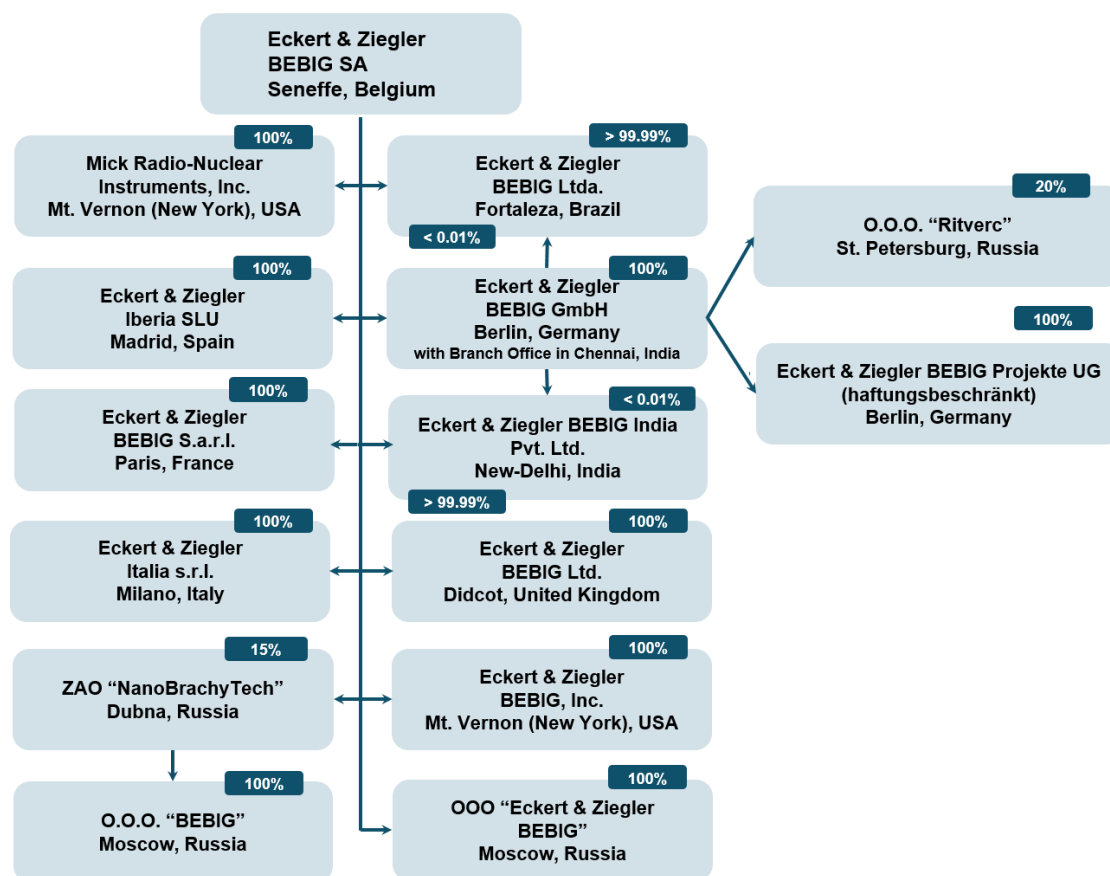 Eckert & Ziegler
BEBIG SA
Seneffe, Belgium
100%
Mick Radio-Nuclear
Instruments, Inc.
Mt. Vernon (New York), USA
> 99.99%
Eckert & Ziegler
BEBIG Ltda.
Fortaleza, Brazil
< 0.01%
20%
O.O.O. “Ritverc”
St. Petersburg, Russia
100%
Eckert & Ziegler
Iberia SLU
Madrid, Spain
100%
Eckert & Ziegler
BEBIG GmbH
Berlin, Germany
with Branch Office in Chennai, India
100%
Eckert & Ziegler BEBIG Projekte UG
(haftungsbeschränkt)
Berlin, Germany
100%
Eckert & Ziegler
BEBIG S.a.r.l.
Paris, France
< 0.01%
Eckert & Ziegler BEBIG India
Pvt. Ltd.
New-Delhi, India
> 99.99%
100%
Eckert & Ziegler
Italia s.r.l.
Milano, Italy
100%
Eckert & Ziegler
BEBIG Ltd.
Didcot, United Kingdom
15%
ZAO “NanoBrachyTech”
Dubna, Russia
100%
Eckert & Ziegler
BEBIG, Inc.
Mt. Vernon (New York), USA
100%
O.O.O. “BEBIG”
Moscow, Russia
100%
OOO “Eckert & Ziegler
BEBIG”
Moscow, Russia